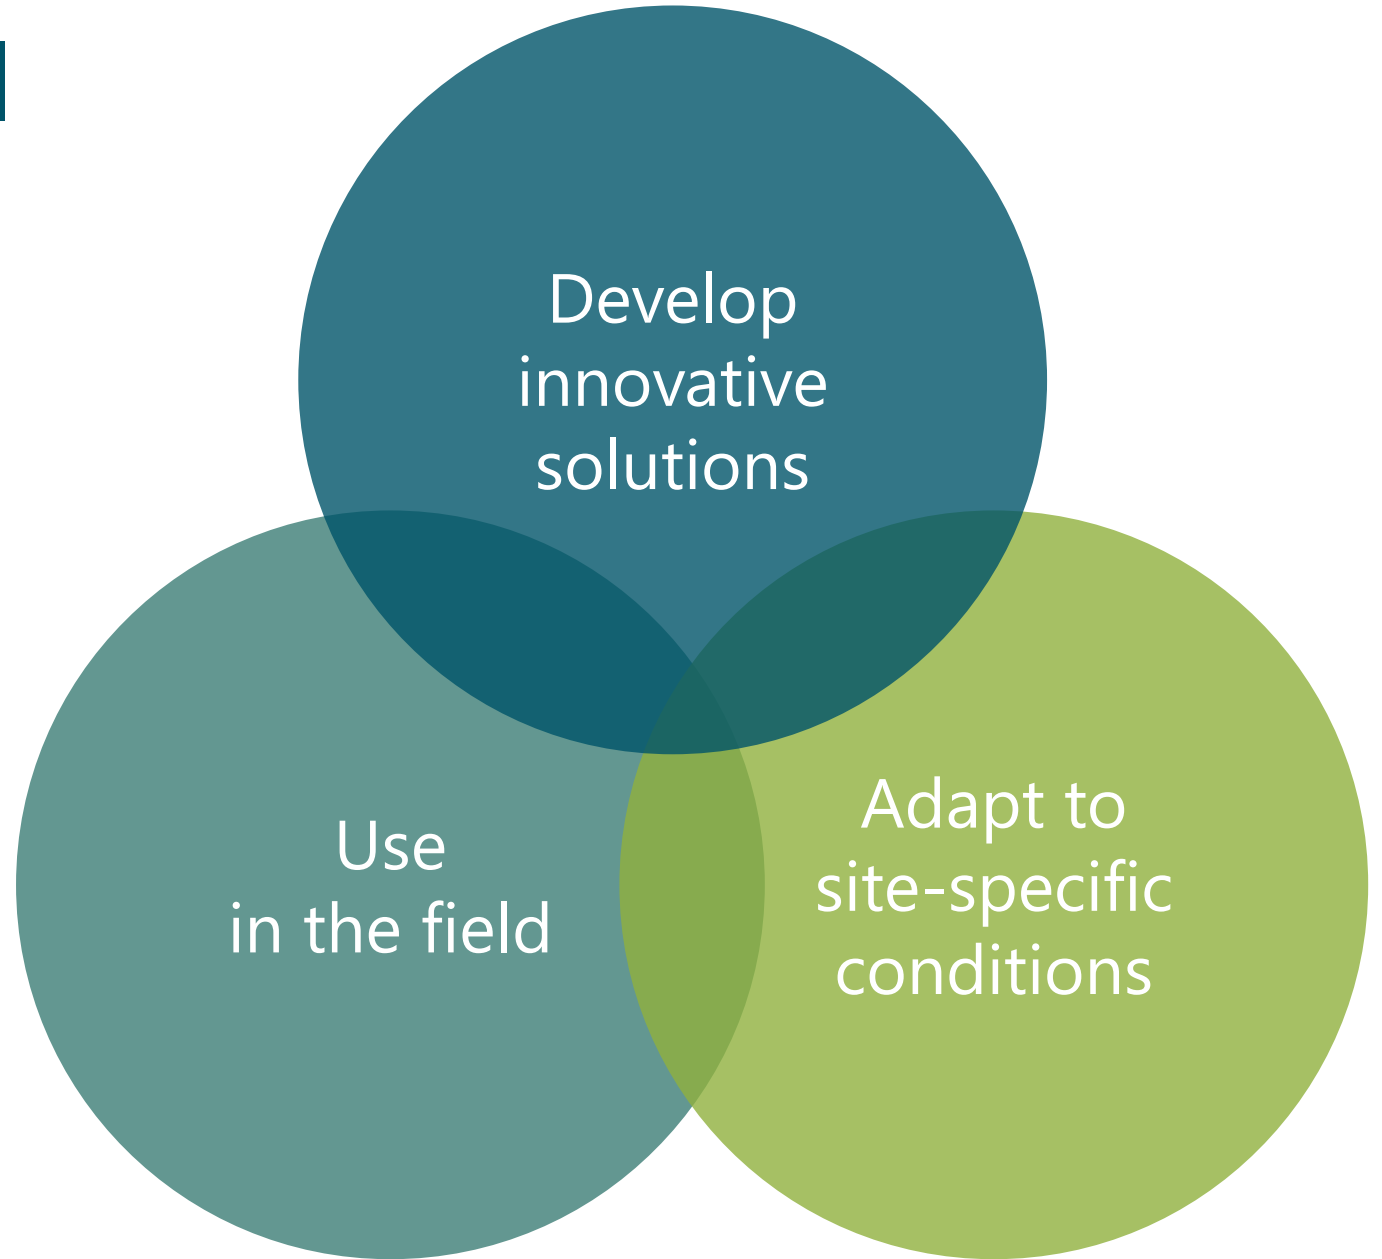 Develop
innovative
solutions
Use
in the field
Adapt to
site-specific
conditions